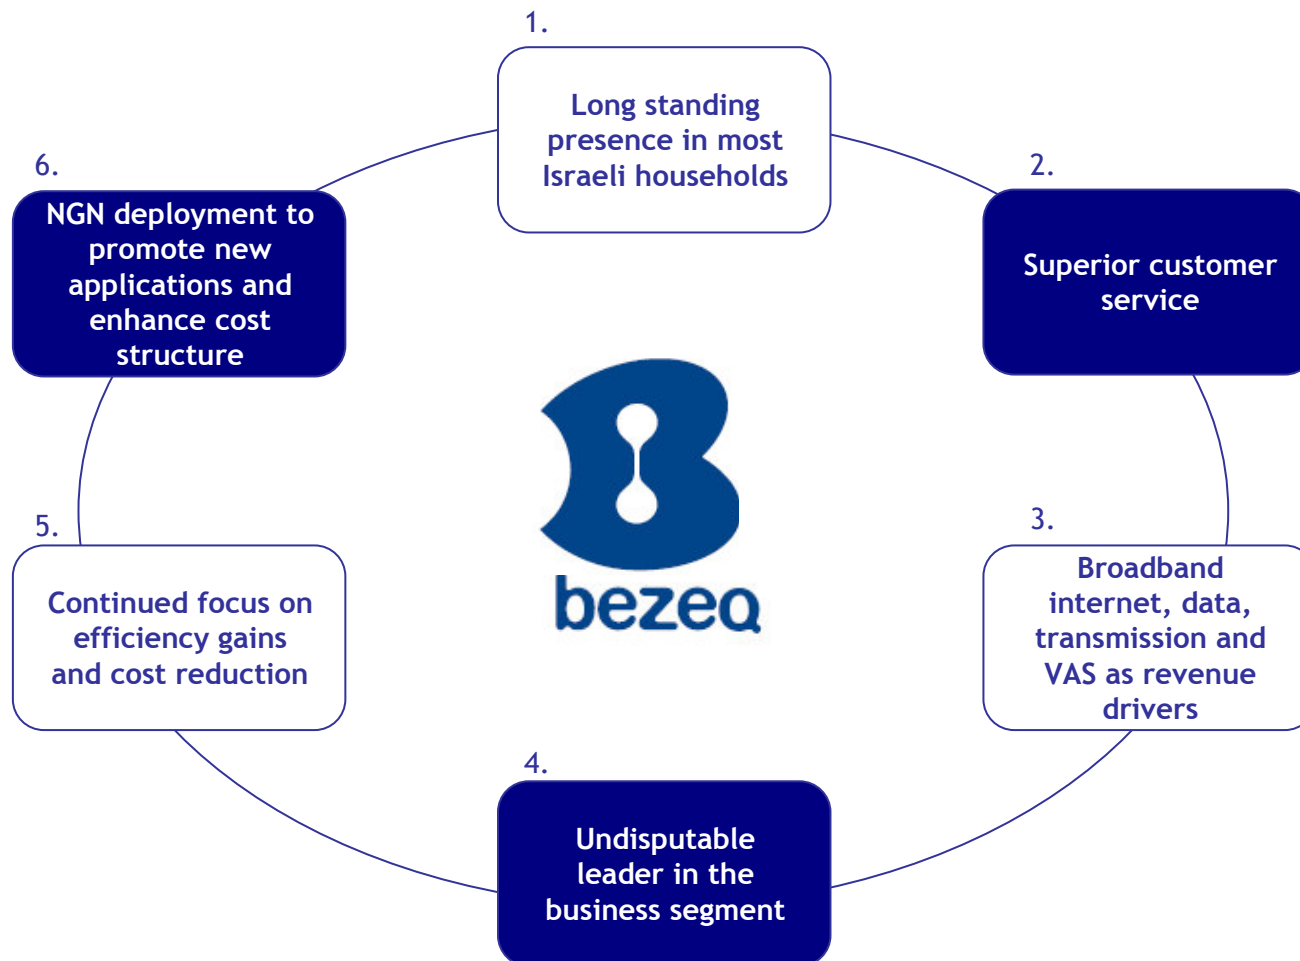 1.
Long standing
presence in most
Israeli households
2.
Superior customer
service
3.
Broadband
internet, data,
transmission and
VAS as revenue
drivers
4.
Undisputable
leader in the
business segment
5.
Continued focus on
efficiency gains
and cost reduction
6.
NGN deployment to
promote new
applications and
enhance cost
structure
bezeq